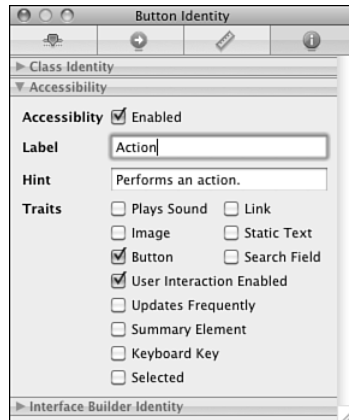 Button Identity
Class Identity
Accessibility
Accessiblity Enabled
Label Action
Hint Performs an action.
Traits Plays Sound Link
Image Static Text
Button Search Field
User Interaction Enabled
Updates Frequently
Summary Element
Keyboard Key
Selected
Interface Builder Identity